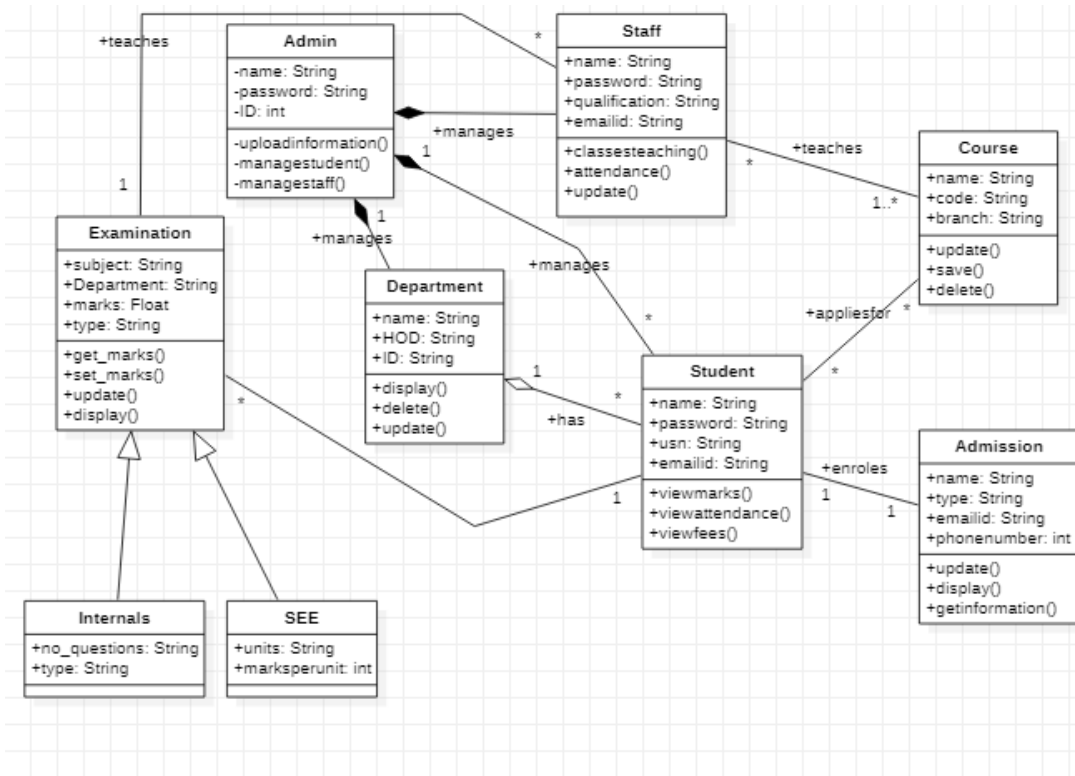 +teaches
*
1
Admin
-name: String
-password: String
-ID: int
-uploadinformation()
-managestudent()
-managestaff()
+manages
1
+manages
1
+manages
*
Staff
+name: String
+password: String
+qualification: String
+emailid: String
+classesteaching()
+attendance()
+update()
+teaches
*
1..*
Course
+name: String
+code: String
+branch: String
+update()
+save()
+delete()
+appliesfor
*
*
Examination
+subject: String
+Department: String
+marks: Float
+type: String
+get_marks()
+set_marks()
+update()
+display()
*
1
Department
+name: String
+HOD: String
+ID: String
+display()
+delete()
+update()
1
*
+has
Student
+name: String
+password: String
+usn: String
+emailid: String
+viewmarks()
+viewattendance()
+viewfees()
+enroles
1
1
Admission
+name: String
+type: String
+emailid: String
+phonenumber: int
+update()
+display()
+getinformation()
Internals
+no_questions: String
+type: String
SEE
+units: String
+marksperunit: int